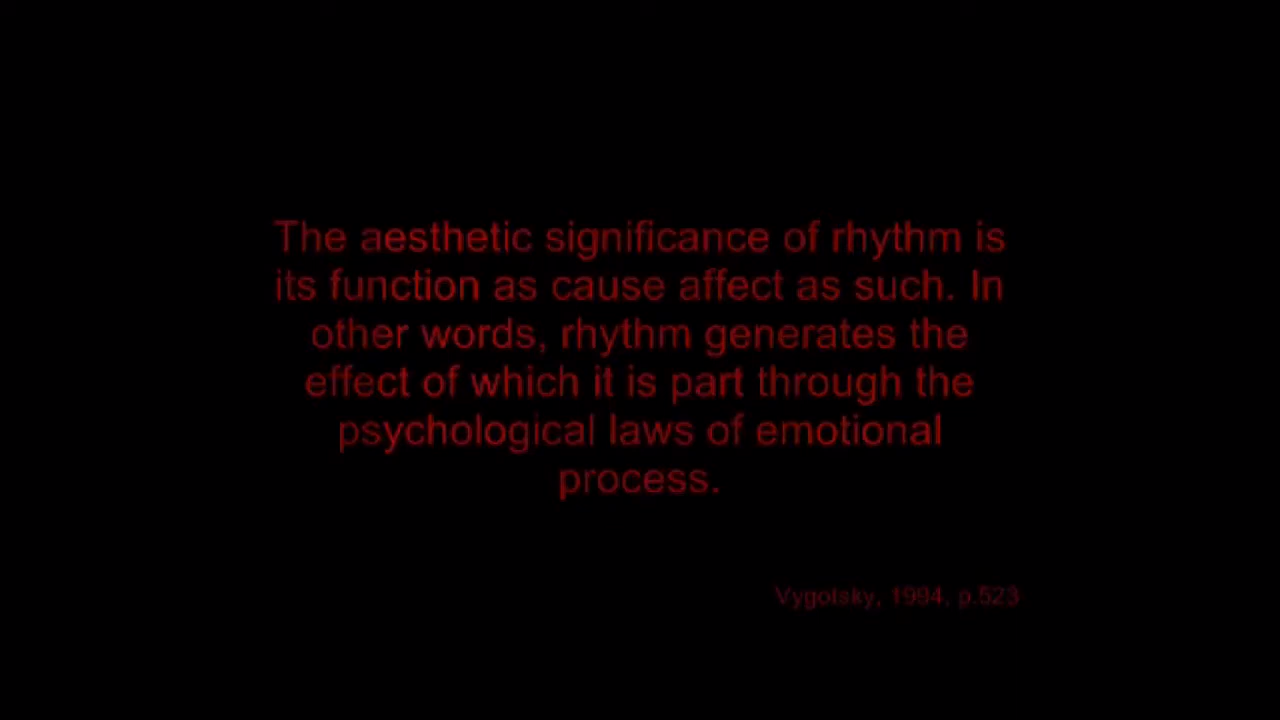 The aesthetic significance of rhythm is
its function as cause affect as such. In
other words, rhythm generates the
effect of which it is part through the
psychological laws of emotional
process.
Vygotsky, 1994, p.523